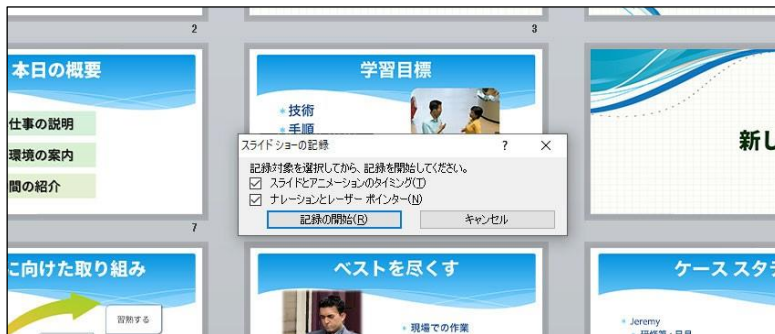 2
3
本日の概要
仕事の説明
環境の案内
間の紹介
学習目標
技術
手順
新し
スライド ショーの記録
?
×
記録対象を選択してから、記録を開始してください。
スライドとアニメーションのタイミング(T)
ナレーションとレーザー ポインター(N)
記録の開始(R)
キャンセル
7
に向けた取り組み
習熟する
ベストを尽くす
現場での作業
ケース スタ
Jeremy